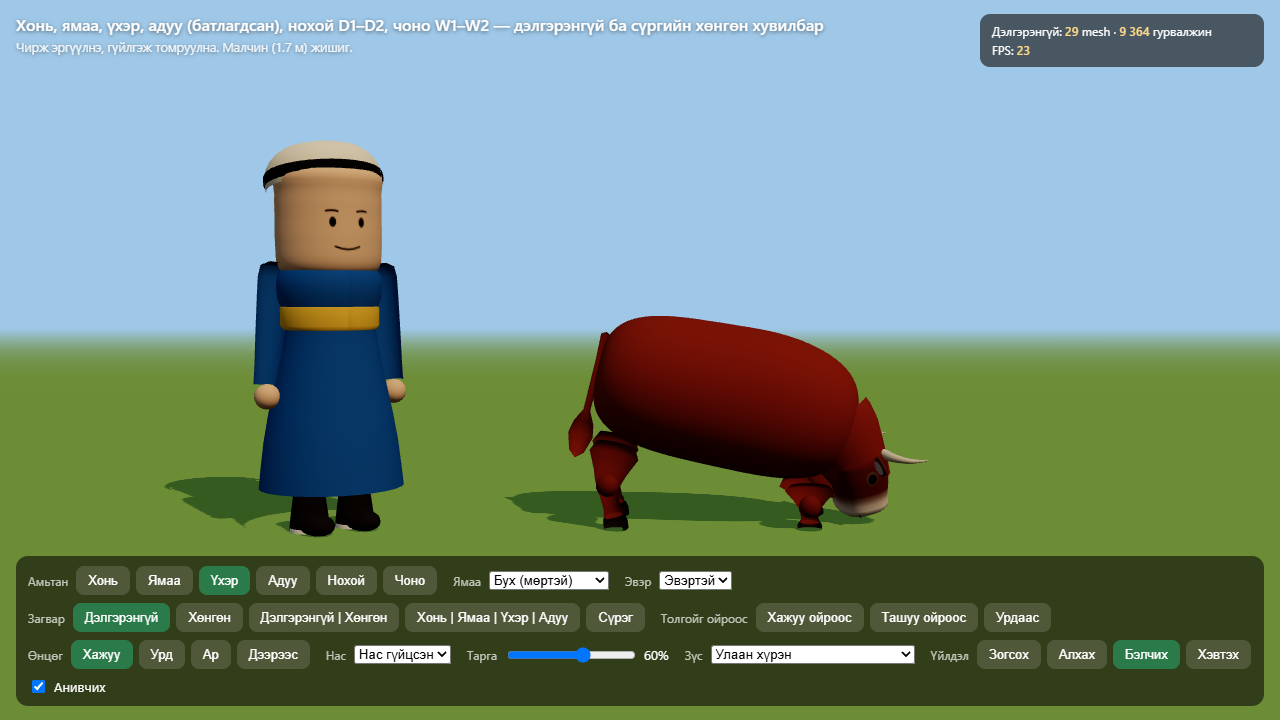 Хонь, ямаа, үхэр, адуу (батлагдсан), нохой D1–D2, чоно W1–W2 — дэлгэрэнгүй ба сүргийн хөнгөн хувилбар
Чирж эргүүлнэ, гүйлгэж томруулна. Малчин (1.7 м) жишиг.
Дэлгэрэнгүй: 29 mesh · 9 364 гурвалжин
FPS: 23
Амьтан Хонь Ямаа Үхэр Адуу Нохой Чоно Ямаа Бух (мөртэй) Эвэр Эвэртэй
Загвар Дэлгэрэнгүй Хөнгөн Дэлгэрэнгүй | Хөнгөн Хонь | Ямаа | Үхэр | Адуу Сүрэг Толгойг ойроос Хажуу ойроос Ташуу ойроос Урдаас
Өнцөг Хажуу Урд Ар Дээрээс Нас Нас гүйцсэн Тарга 60% Зүс Улаан хүрэн Үйлдэл Зогсох Алхах Бэлчих Хэвтэх
Анивчих